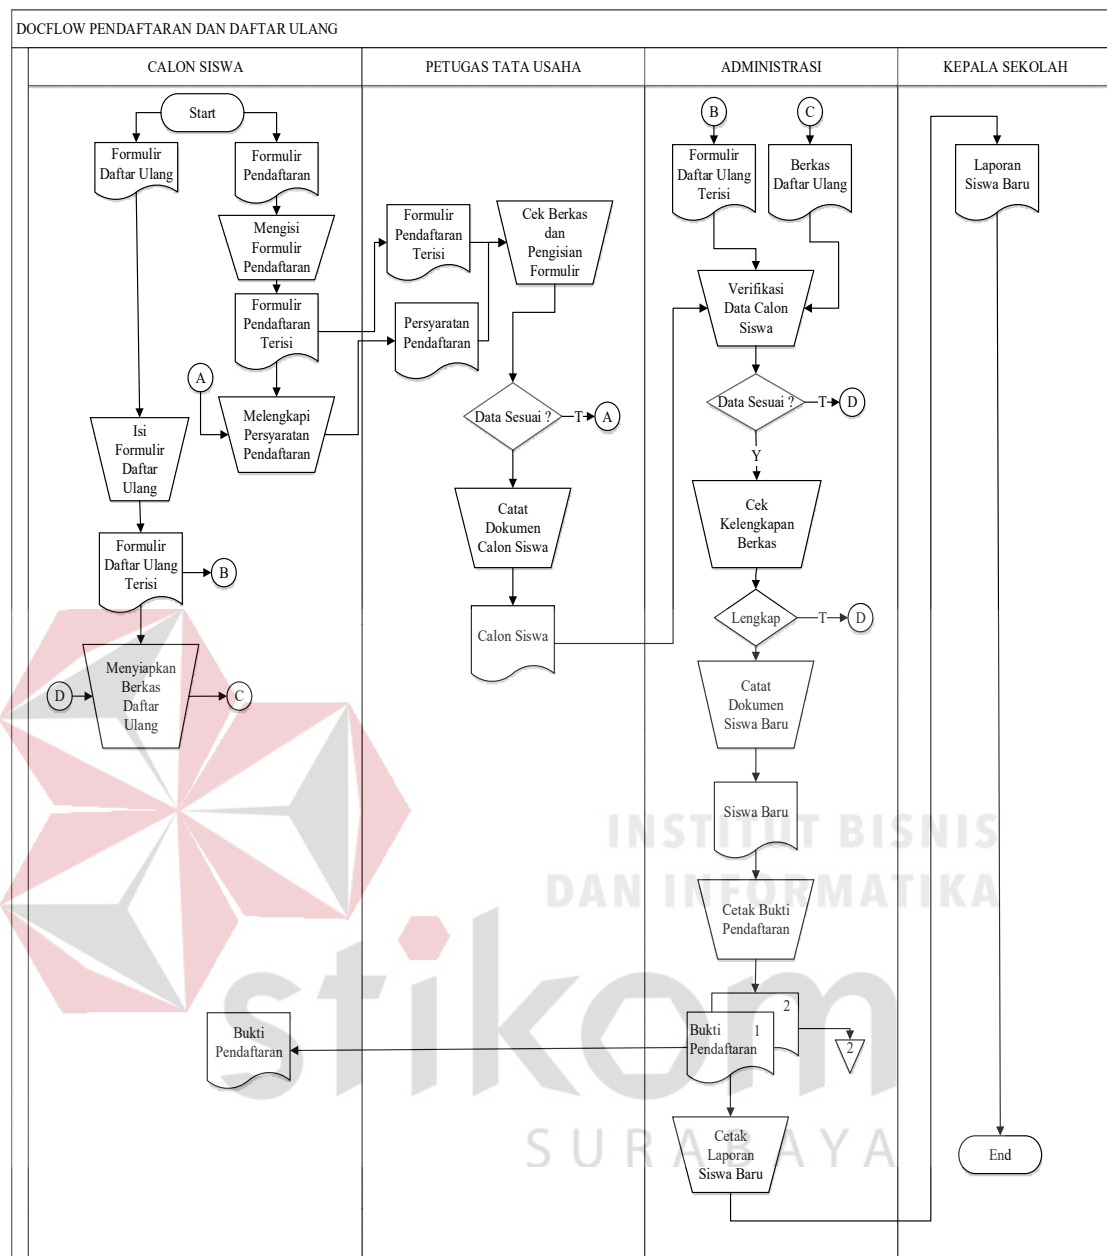 DOCFLOW PENDAFTARAN DAN DAFTAR ULANG
CALON SISWA
PETUGAS TATA USAHA
ADMINISTRASI
KEPALA SEKOLAH
Start
Formulir
Daftar Ulang
Formulir
Pendaftaran
Mengisi
Formulir
Pendaftaran
Formulir
Pendaftaran
Terisi
A
Melengkapi
Persyaratan
Pendaftaran
Isi
Formulir
Daftar
Ulang
Formulir
Daftar Ulang
Terisi
B
Menyiapkan
Berkas
Daftar
Ulang
D
C
Bukti
Pendaftaran
Formulir
Pendaftaran
Terisi
Persyaratan
Pendaftaran
Cek Berkas
dan
Pengisian
Formulir
Data Sesuai ?
T
A
Catat
Dokumen
Calon Siswa
Calon Siswa
B
C
Formulir
Daftar Ulang
Terisi
Berkas
Daftar Ulang
Verifikasi
Data Calon
Siswa
Data Sesuai ?
T
D
Y
Cek
Kelengkapan
Berkas
Lengkap
T
D
Catat
Dokumen
Siswa Baru
Siswa Baru
Cetak Bukti
Pendaftaran
2
Bukti 1
Pendaftaran
2
Cetak
Laporan
Siswa Baru
Laporan
Siswa Baru
End
INSTITUT BISNIS
DAN INFORMATIKA
stikom
SURABAYA